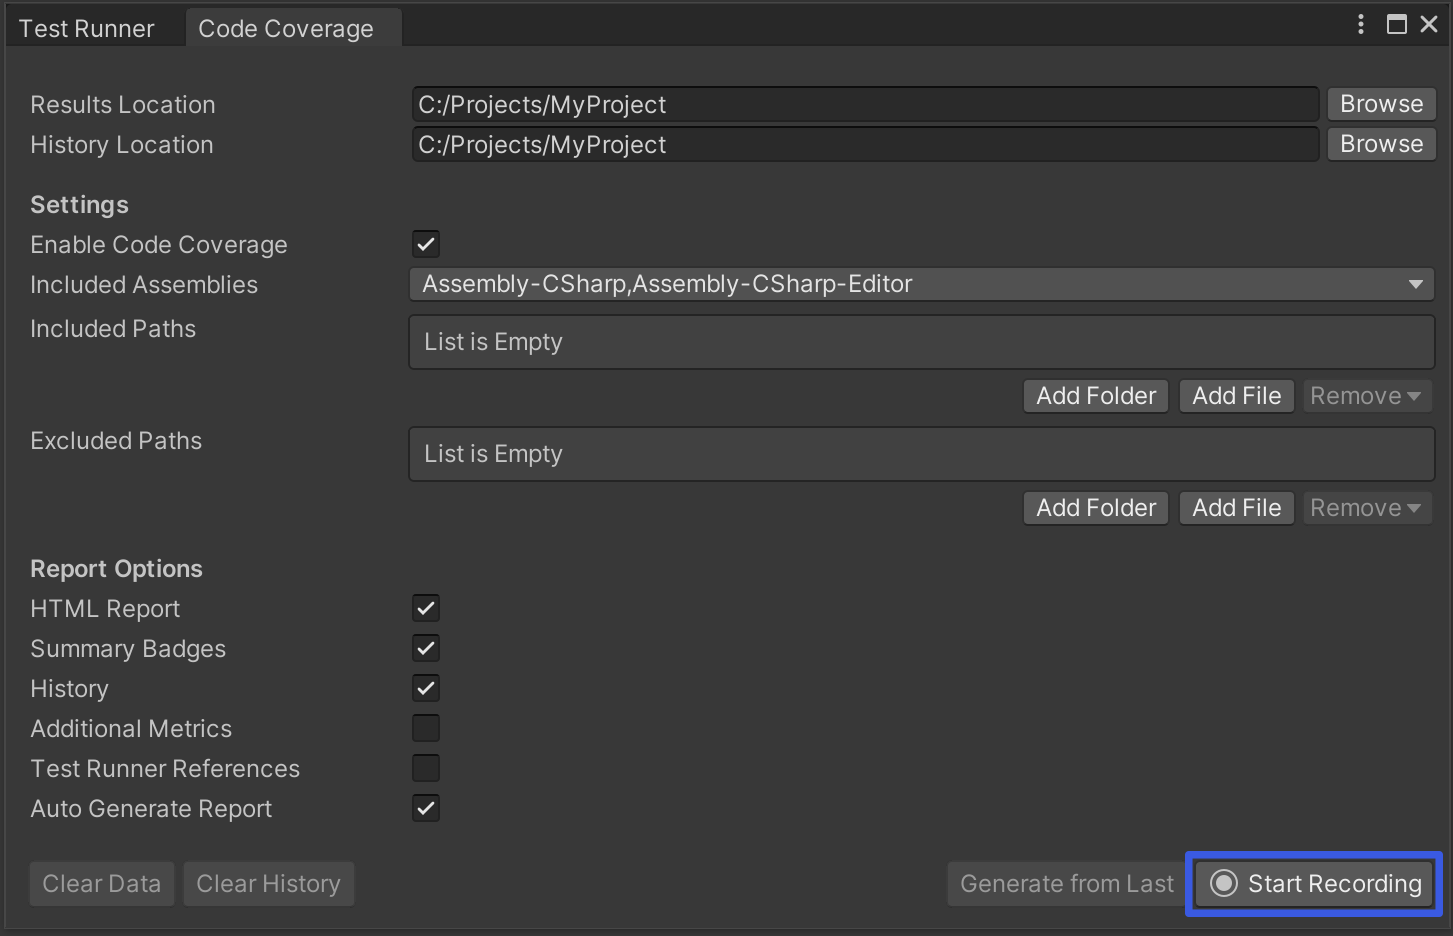 Test Runner Code Coverage
Results Location C:/Projects/MyProject Browse
History Location C:/Projects/MyProject Browse
Settings
Enable Code Coverage
Included Assemblies Assembly-CSharp,Assembly-CSharp-Editor
Included Paths List is Empty
Add Folder Add File Remove
Excluded Paths List is Empty
Add Folder Add File Remove
Report Options
HTML Report
Summary Badges
History
Additional Metrics
Test Runner References
Auto Generate Report
Clear Data Clear History Generate from Last Start Recording